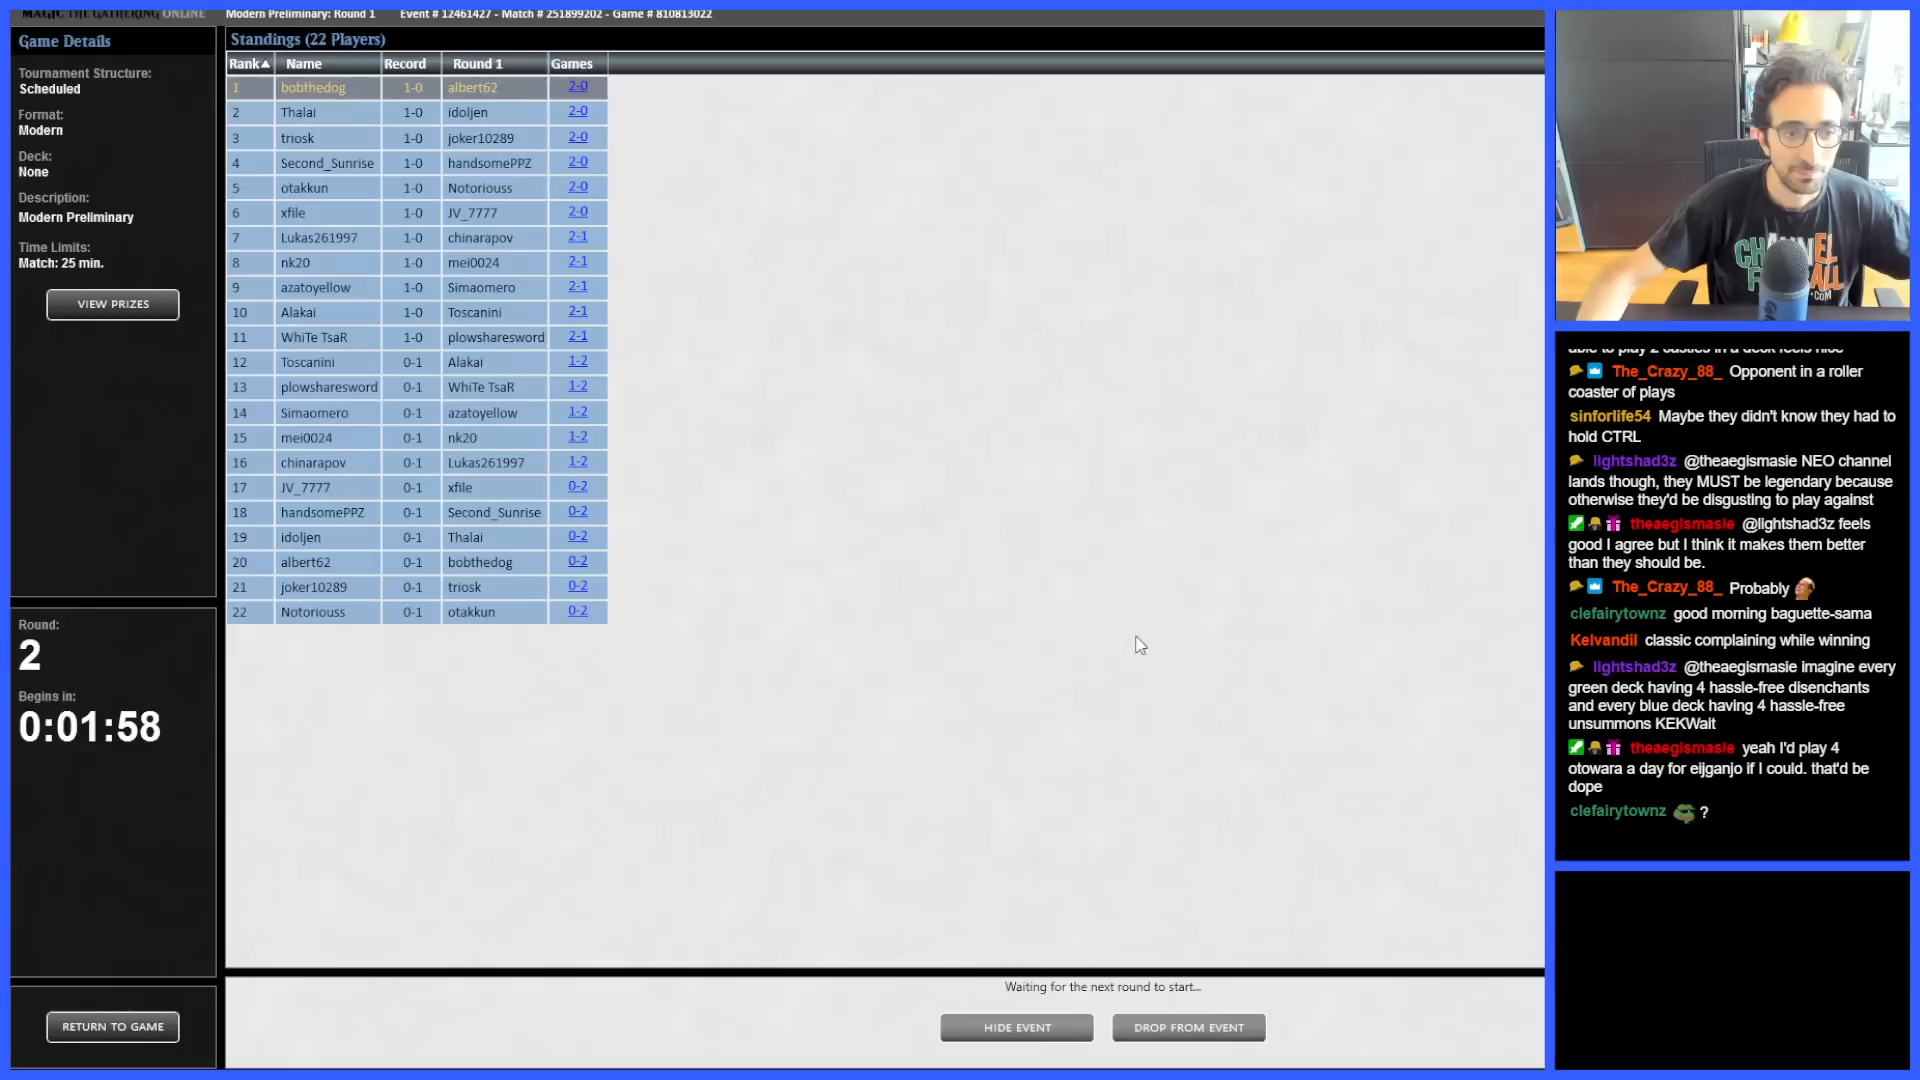 MAGIC THE GATHERING ONLINE
Modern Preliminary: Round 1 Event # 12461427 - Match # 251899202 - Game # 810813022
Game Details
Tournament Structure:
Scheduled
Format:
Modern
Deck:
None
Description:
Modern Preliminary
Time Limits:
Match: 25 min.
VIEW PRIZES
Round:
2
Begins in:
0:01:58
RETURN TO GAME
Standings (22 Players)
Rank Name Record Round 1 Games
1 bobthedog 1-0 albert62 2-0
2 Thalai 1-0 idoljen 2-0
3 triosk 1-0 joker10289 2-0
4 Second_Sunrise 1-0 handsomePPZ 2-0
5 otakkun 1-0 Notoriouss 2-0
6 xfile 1-0 JV_7777 2-0
7 Lukas261997 1-0 chinarapov 2-1
8 nk20 1-0 mei0024 2-1
9 azatoyellow 1-0 Simaomero 2-1
10 Alakai 1-0 Toscanini 2-1
11 WhiTe TsaR 1-0 plowsharesword 2-1
12 Toscanini 0-1 Alakai 1-2
13 plowsharesword 0-1 WhiTe TsaR 1-2
14 Simaomero 0-1 azatoyellow 1-2
15 mei0024 0-1 nk20 1-2
16 chinarapov 0-1 Lukas261997 1-2
17 JV_7777 0-1 xfile 0-2
18 handsomePPZ 0-1 Second_Sunrise 0-2
19 idoljen 0-1 Thalai 0-2
20 albert62 0-1 bobthedog 0-2
21 joker10289 0-1 triosk 0-2
22 Notoriouss 0-1 otakkun 0-2
Waiting for the next round to start...
HIDE EVENT DROP FROM EVENT
CHANNEL
.COM
able to play 2 castles in a deck feels nice
The_Crazy_88_ Opponent in a roller
coaster of plays
sinforlife54 Maybe they didn't know they had to
hold CTRL
lightshad3z @theaegismasie NEO channel
lands though, they MUST be legendary because
otherwise they'd be disgusting to play against
theaegismasie @lightshad3z feels
good I agree but I think it makes them better
than they should be.
The_Crazy_88_ Probably
clefairytownz good morning baguette-sama
Kelvandil classic complaining while winning
lightshad3z @theaegismasie imagine every
green deck having 4 hassle-free disenchants
and every blue deck having 4 hassle-free
unsummons KEKWait
theaegismasie yeah I'd play 4
otowara a day for eijganjo if I could. that'd be
dope
clefairytownz ?